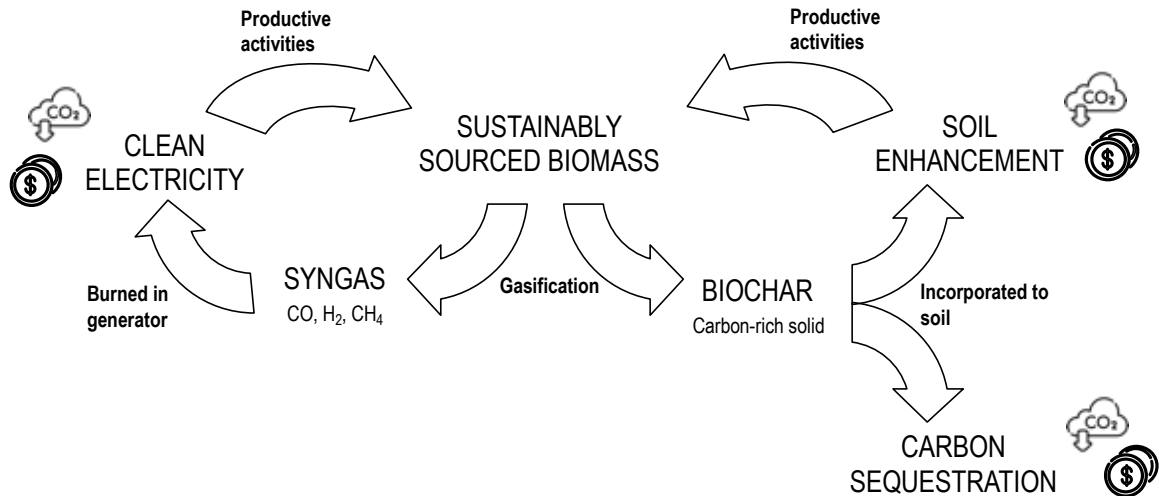 Productive
activities
Productive
activities
CO₂
CO₂
CLEAN
ELECTRICITY
SUSTAINABLY
SOURCED BIOMASS
SOIL
ENHANCEMENT
$
$
Burned in
generator
SYNGAS
CO, H₂, CH₄
Gasification
BIOCHAR
Carbon-rich solid
Incorporated to
soil
CO₂
CARBON
SEQUESTRATION
$